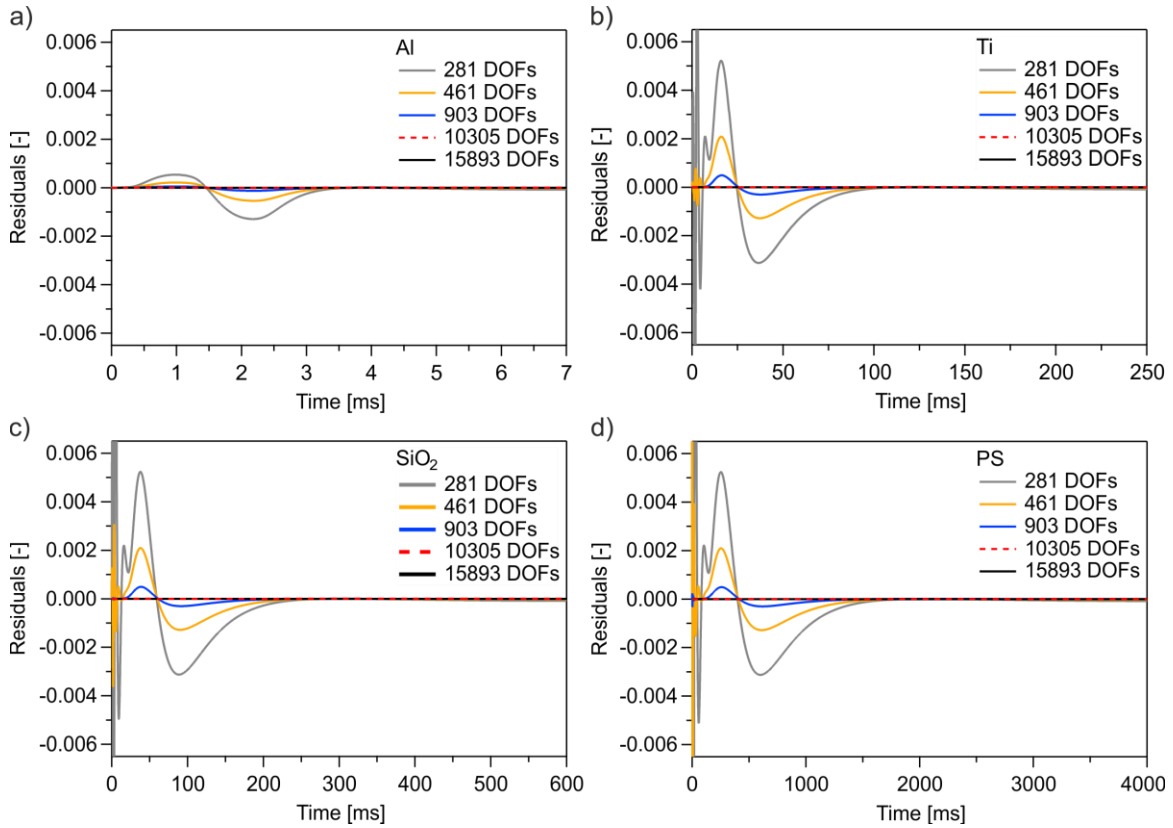 a)
Al
281 DOFs
461 DOFs
903 DOFs
10305 DOFs
15893 DOFs
Residuals [-]
0.006
0.004
0.002
0.000
-0.002
-0.004
-0.006
0 1 2 3 4 5 6 7
Time [ms]
b)
Ti
281 DOFs
461 DOFs
903 DOFs
10305 DOFs
15893 DOFs
Residuals [-]
0.006
0.004
0.002
0.000
-0.002
-0.004
-0.006
0 50 100 150 200 250
Time [ms]
c)
SiO₂
281 DOFs
461 DOFs
903 DOFs
10305 DOFs
15893 DOFs
Residuals [-]
0.006
0.004
0.002
0.000
-0.002
-0.004
-0.006
0 100 200 300 400 500 600
Time [ms]
d)
PS
281 DOFs
461 DOFs
903 DOFs
10305 DOFs
15893 DOFs
Residuals [-]
0.006
0.004
0.002
0.000
-0.002
-0.004
-0.006
0 1000 2000 3000 4000
Time [ms]